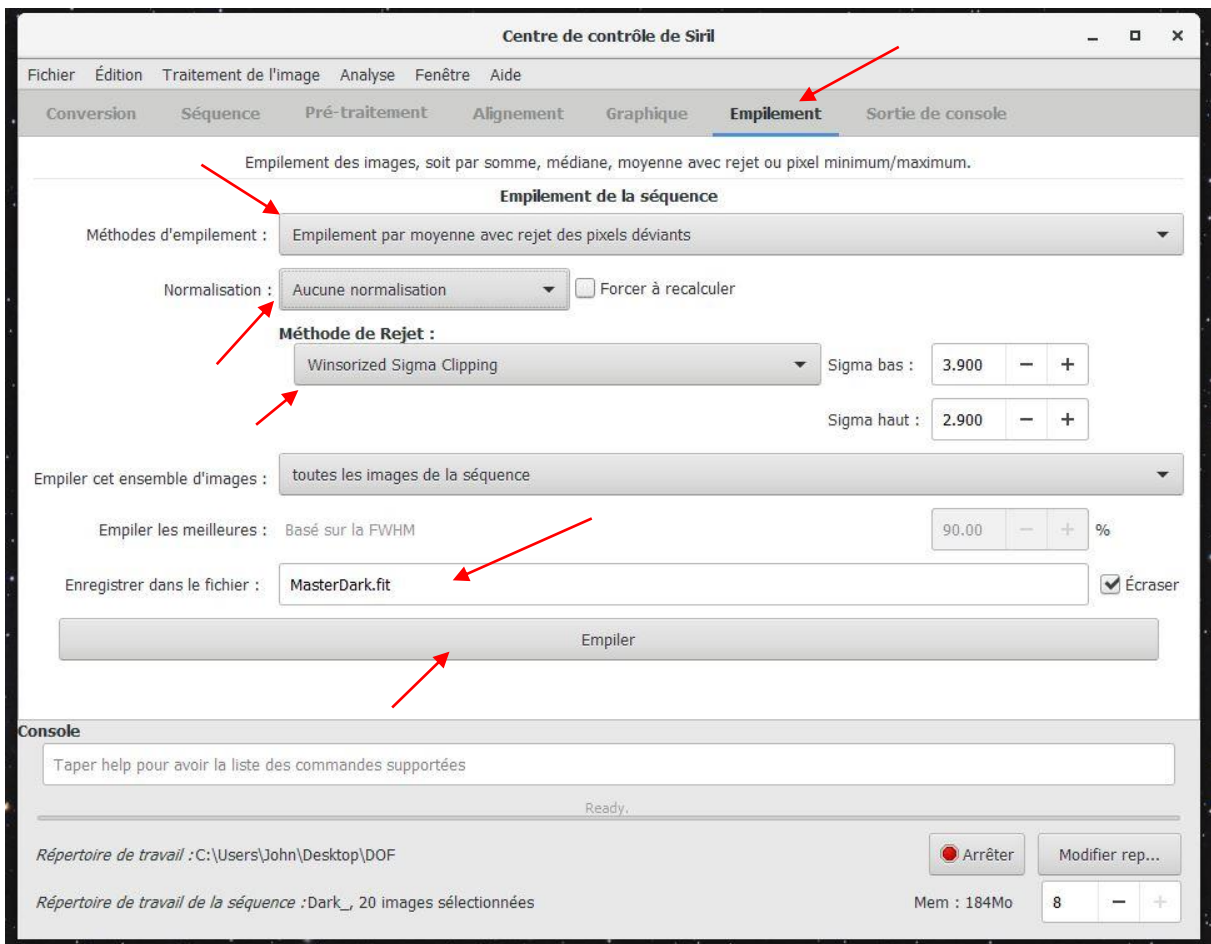 Centre de contrôle de Siril
Fichier Édition Traitement de l'image Analyse Fenêtre Aide
Conversion Séquence Pré-traitement Alignement Graphique Empilement Sortie de console
Empilement des images, soit par somme, médiane, moyenne avec rejet ou pixel minimum/maximum.
Empilement de la séquence
Méthodes d'empilement : Empilement par moyenne avec rejet des pixels déviants
Normalisation : Aucune normalisation Forcer à recalculer
Méthode de Rejet :
Winsorized Sigma Clipping Sigma bas : 3.900 − +
Sigma haut : 2.900 − +
Empiler cet ensemble d'images : toutes les images de la séquence
Empiler les meilleures : Basé sur la FWHM 90.00 − + %
Enregistrer dans le fichier : MasterDark.fit Écraser
Empiler
Console
Taper help pour avoir la liste des commandes supportées
Ready.
Répertoire de travail :C:\Users\John\Desktop\DOF Arrêter Modifier rep...
Répertoire de travail de la séquence :Dark_, 20 images sélectionnées Mem : 184Mo 8 − +